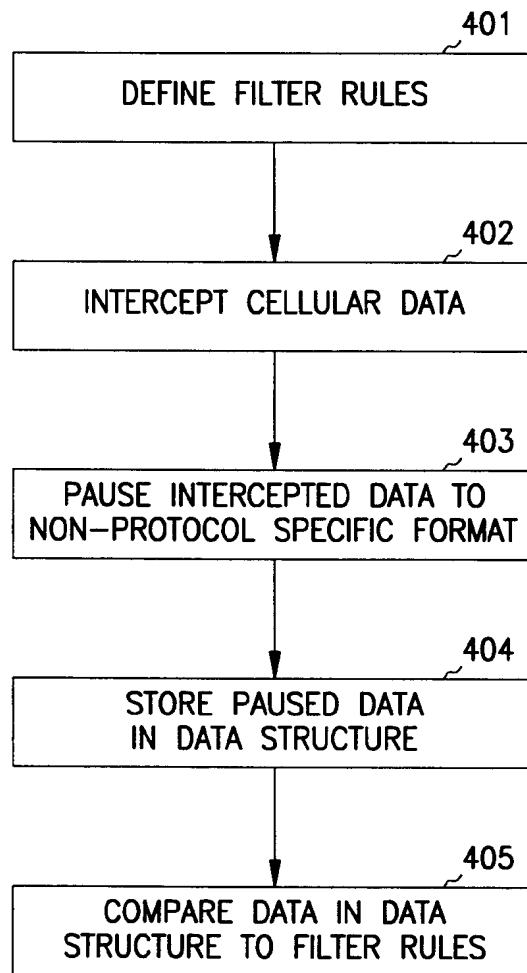 401
DEFINE FILTER RULES
402
INTERCEPT CELLULAR DATA
403
PAUSE INTERCEPTED DATA TO
NON-PROTOCOL SPECIFIC FORMAT
404
STORE PAUSED DATA
IN DATA STRUCTURE
405
COMPARE DATA IN DATA
STRUCTURE TO FILTER RULES